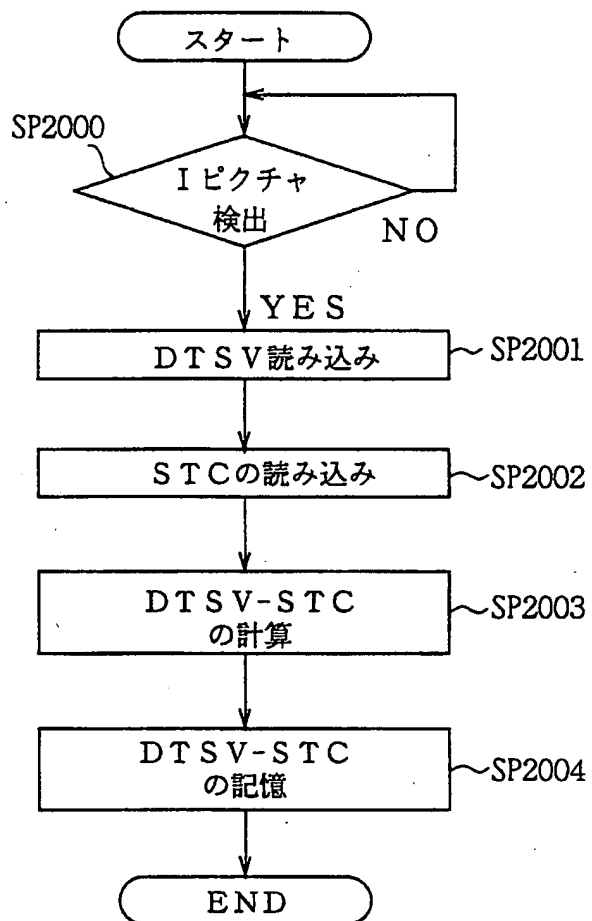 スタート
SP2000
Iピクチャ
検出
NO
YES
DTSV読み込み
SP2001
STCの読み込み
SP2002
DTSV-STC
の計算
SP2003
DTSV-STC
の記憶
SP2004
END